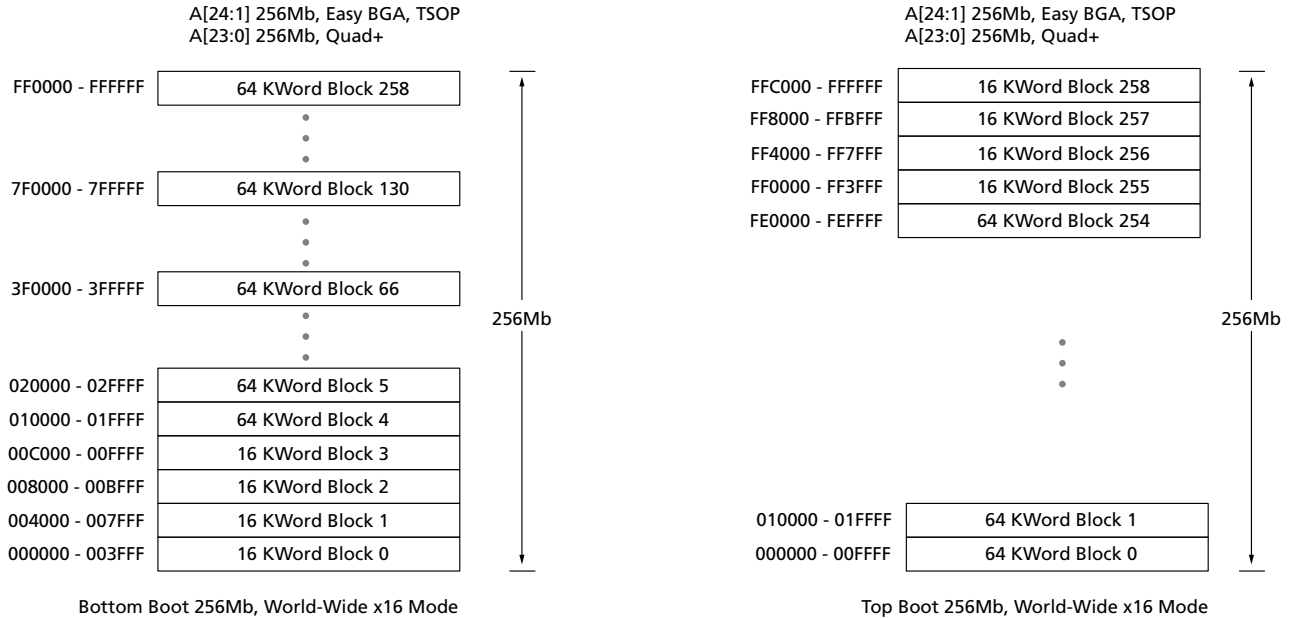 A[24:1] 256Mb, Easy BGA, TSOP
A[23:0] 256Mb, Quad+
FF0000 - FFFFFF 64 KWord Block 258
7F0000 - 7FFFFF 64 KWord Block 130
3F0000 - 3FFFFF 64 KWord Block 66
256Mb
020000 - 02FFFF 64 KWord Block 5
010000 - 01FFFF 64 KWord Block 4
00C000 - 00FFFF 16 KWord Block 3
008000 - 00BFFF 16 KWord Block 2
004000 - 007FFF 16 KWord Block 1
000000 - 003FFF 16 KWord Block 0
Bottom Boot 256Mb, World-Wide x16 Mode
A[24:1] 256Mb, Easy BGA, TSOP
A[23:0] 256Mb, Quad+
FFC000 - FFFFFF 16 KWord Block 258
FF8000 - FFBFFF 16 KWord Block 257
FF4000 - FF7FFF 16 KWord Block 256
FF0000 - FF3FFF 16 KWord Block 255
FE0000 - FEFFFF 64 KWord Block 254
256Mb
010000 - 01FFFF 64 KWord Block 1
000000 - 00FFFF 64 KWord Block 0
Top Boot 256Mb, World-Wide x16 Mode